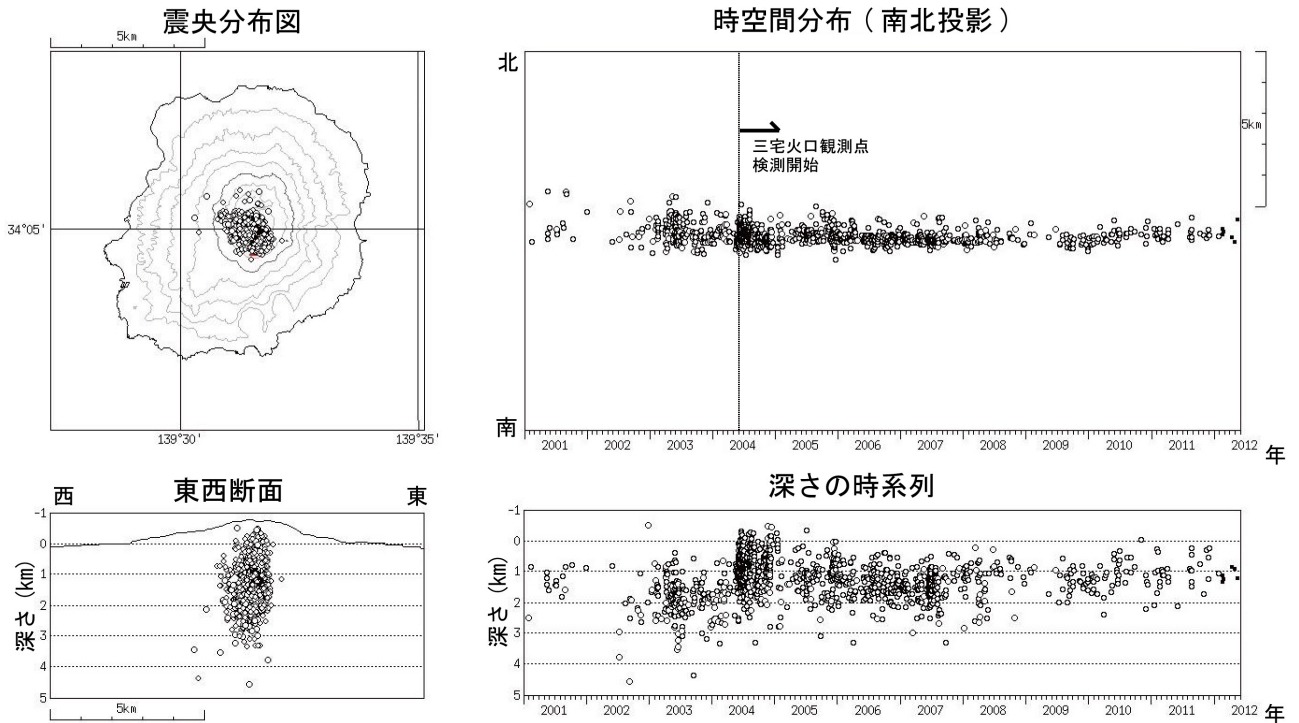 震央分布図
5km
34°05'
139°30'
139°35'
時空間分布(南北投影)
北
三宅火口観測点
検測開始
5km
南
2001 2002 2003 2004 2005 2006 2007 2008 2009 2010 2011 2012 年
東西断面
西
東
-1
0
1
2
3
4
5
深さ(km)
5km
深さの時系列
-1
0
1
2
3
4
5
深さ(km)
2001 2002 2003 2004 2005 2006 2007 2008 2009 2010 2011 2012 年